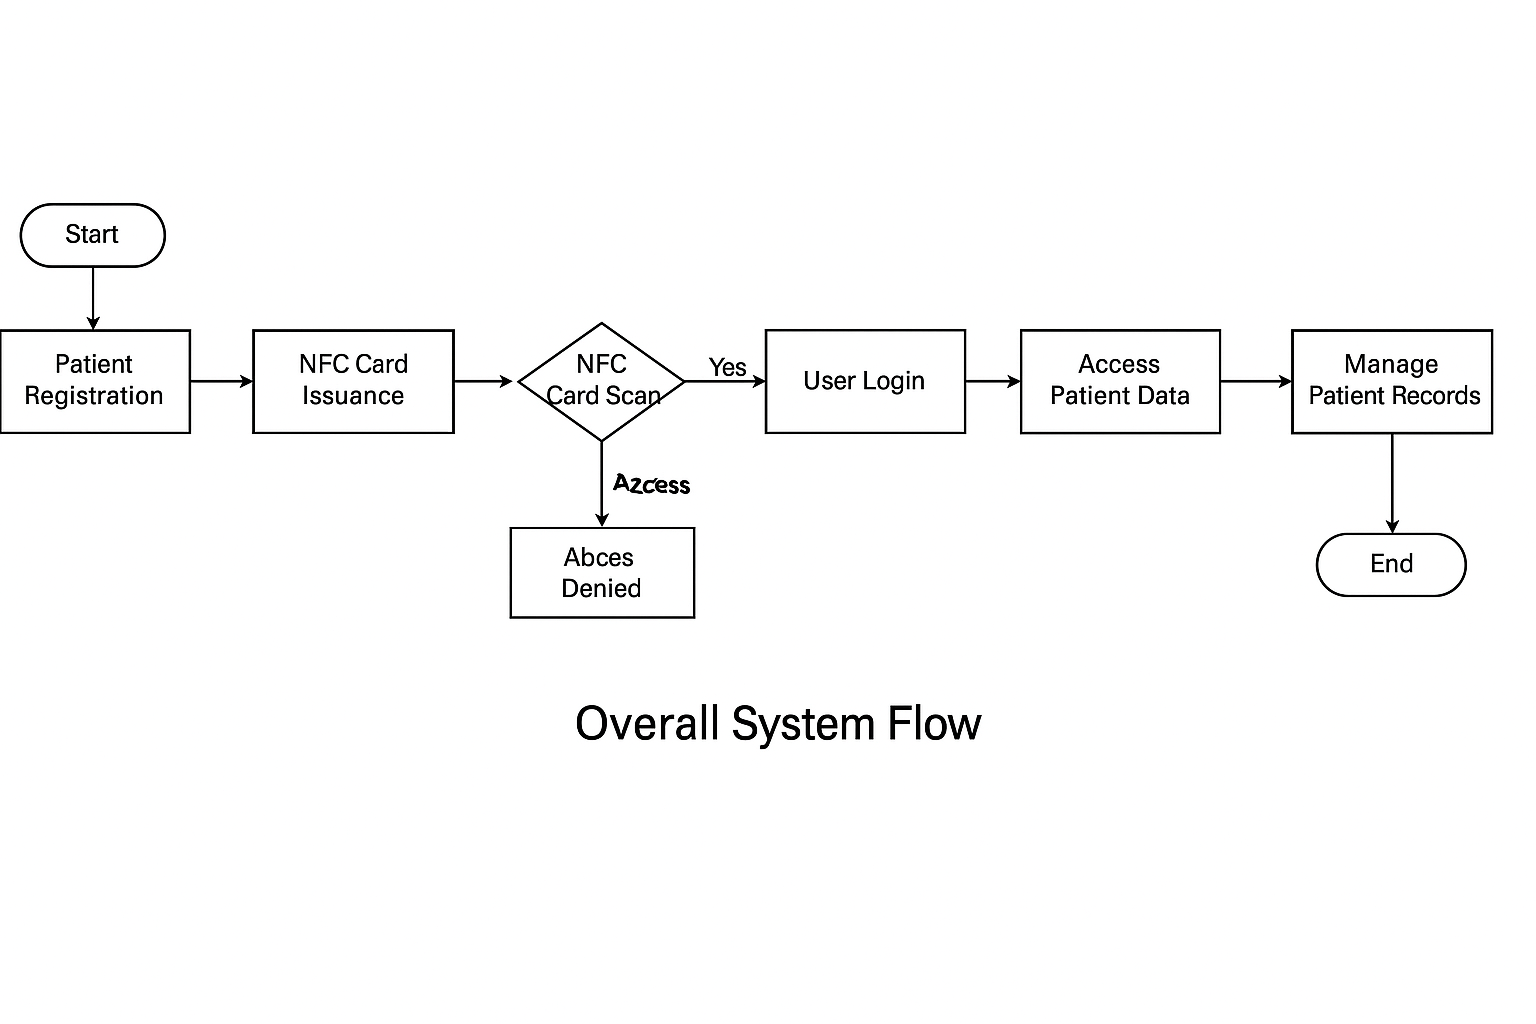 Start
Patient
Registration
NFC Card
Issuance
NFC
Card Scan
Yes
User Login
Access
Patient Data
Manage
Patient Records
Azcess
Abces
Denied
End
Overall System Flow